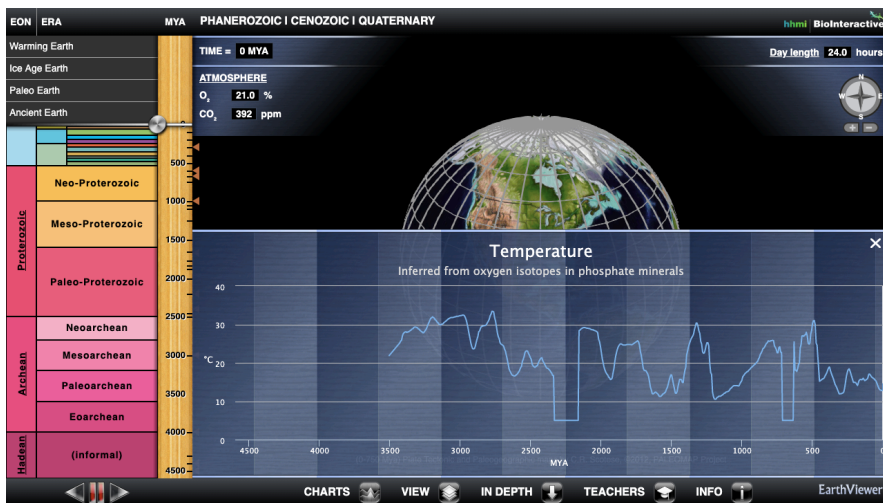 EON ERA MYA PHANEROZOIC | CENOZOIC | QUATERNARY
hhmi BioInteractive
Warming Earth
Ice Age Earth
Paleo Earth
Ancient Earth
TIME = 0 MYA
Day length 24.0 hours
ATMOSPHERE
O2 21.0 %
CO2 392 ppm
N
W E
S
+ −
0
500
1000
1500
2000
2500
3000
3500
4000
4500
Proterozoic
Neo-Proterozoic
Meso-Proterozoic
Paleo-Proterozoic
Archean
Neoarchean
Mesoarchean
Paleoarchean
Eoarchean
Hadean
(informal)
Temperature
×
Inferred from oxygen isotopes in phosphate minerals
40
30
°C 20
10
0
4500 4000 3500 3000 2500 2000 1500 1000 500 0
MYA
CHARTS VIEW IN DEPTH TEACHERS INFO i EarthViewer